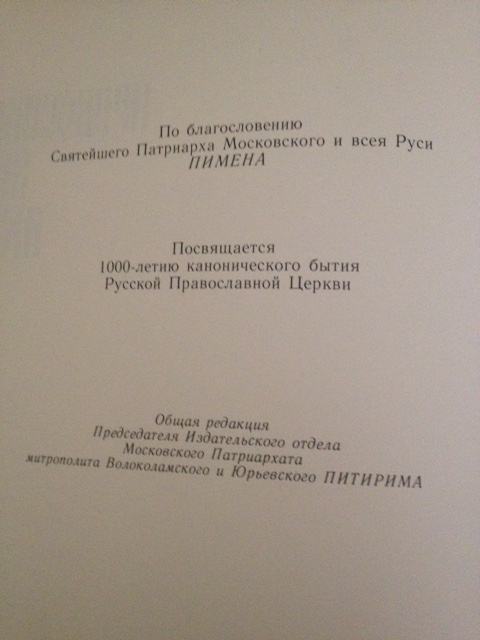 По благословению
Святейшего Патриарха Московского и всея Руси
ПИМЕНА
Посвящается
1000-летию канонического бытия
Русской Православной Церкви
Общая редакция
Председателя Издательского отдела
Московского Патриархата
митрополита Волоколамского и Юрьевского ПИТИРИМА